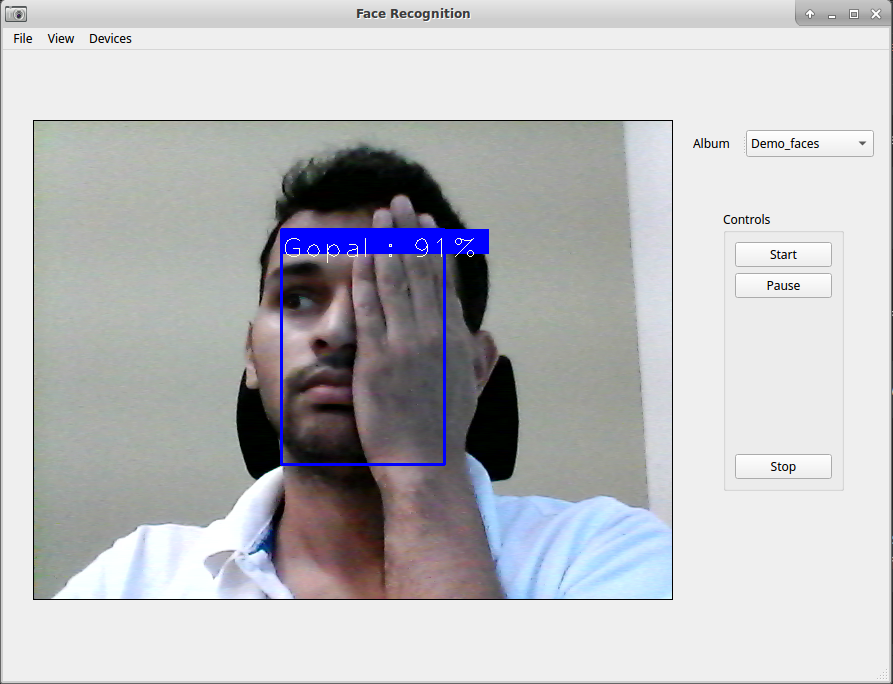 Face Recognition
File View Devices
Album Demo_faces
Gopal : 91%
Controls
Start
Pause
Stop